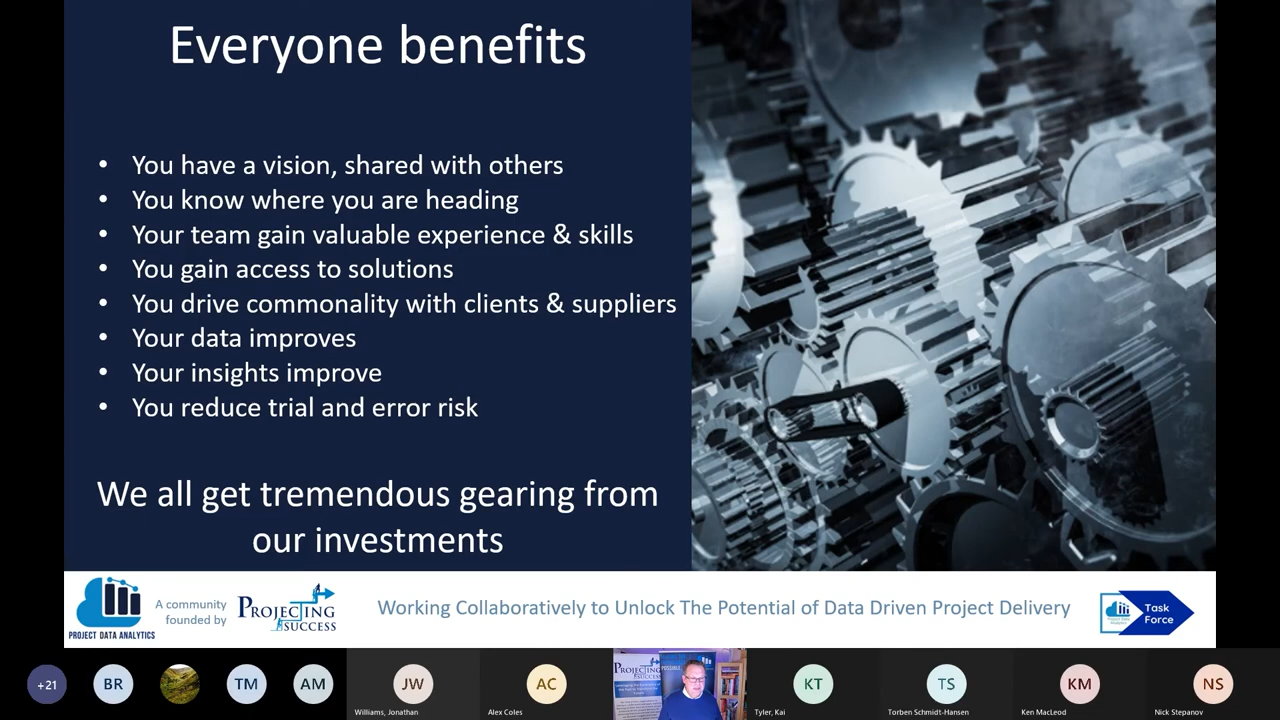 Everyone benefits
• You have a vision, shared with others
• You know where you are heading
• Your team gain valuable experience & skills
• You gain access to solutions
• You drive commonality with clients & suppliers
• Your data improves
• Your insights improve
• You reduce trial and error risk
We all get tremendous gearing from
our investments
PROJECT DATA ANALYTICS
A community
founded by
PROJECTING
SUCCESS
Working Collaboratively to Unlock The Potential of Data Driven Project Delivery
Task
Force
+21
BR
TM
AM
JW
Williams, Jonathan
AC
Alex Coles
PROJECTING
SUCCESS
KT
Tyler, Kai
TS
Torben Schmidt-Hansen
KM
Ken MacLeod
NS
Nick Stepanov